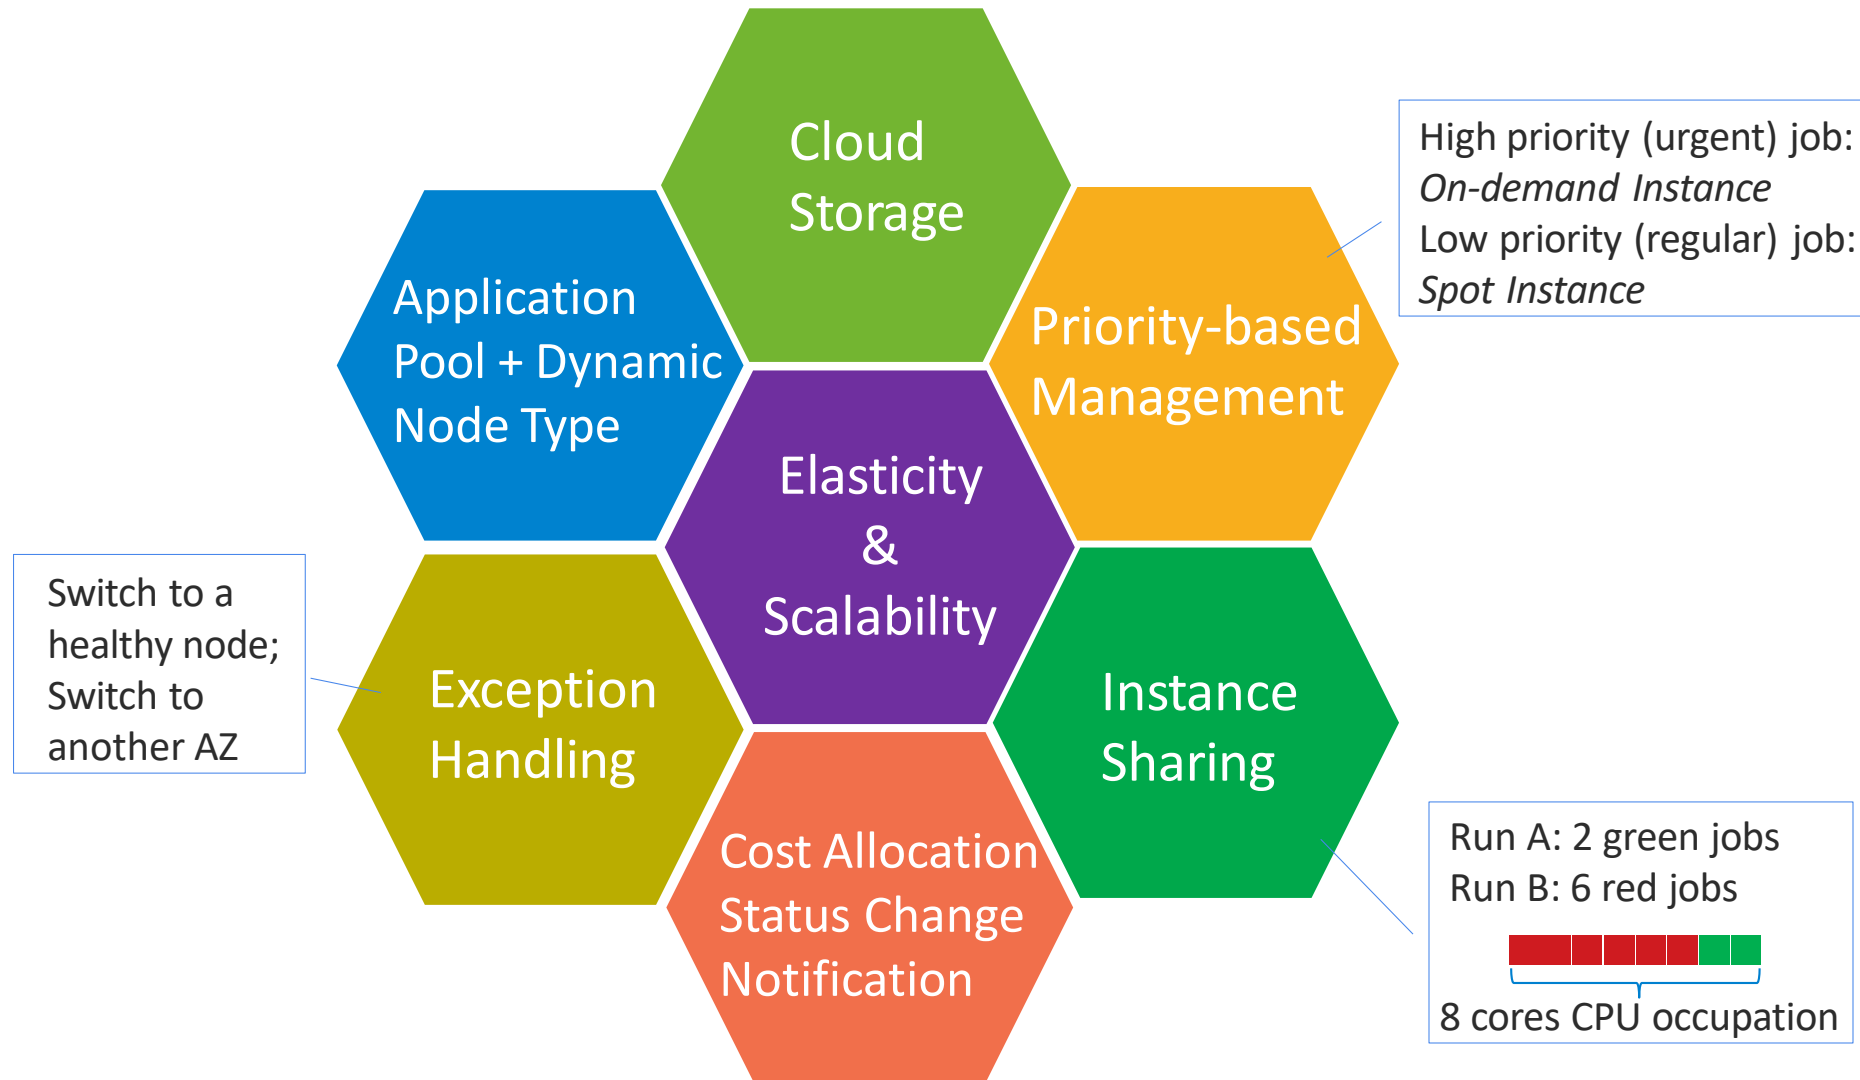 Cloud
Storage
High priority (urgent) job:
On-demand Instance
Low priority (regular) job:
Spot Instance
Application
Pool + Dynamic
Node Type
Priority-based
Management
Elasticity
&
Scalability
Switch to a
healthy node;
Switch to
another AZ
Exception
Handling
Instance
Sharing
Cost Allocation
Status Change
Notification
Run A: 2 green jobs
Run B: 6 red jobs
8 cores CPU occupation